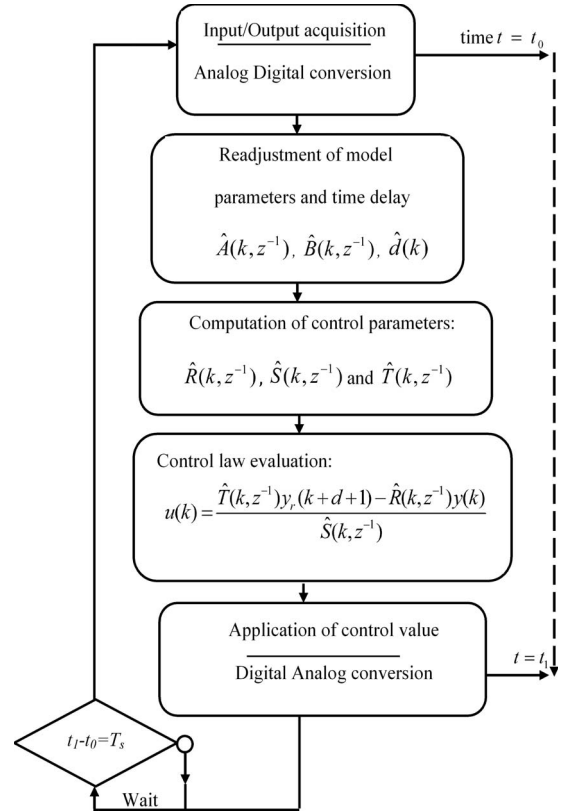 Input/Output acquisition
time t = t₀
Analog Digital conversion
Readjustment of model
parameters and time delay
Â(k, z⁻¹), B̂(k, z⁻¹), d̂(k)
Computation of control parameters:
R̂(k, z⁻¹), Ŝ(k, z⁻¹) and T̂(k, z⁻¹)
Control law evaluation:
u(k) = (T̂(k, z⁻¹)yᵣ(k+d+1) − R̂(k, z⁻¹)y(k)) / Ŝ(k, z⁻¹)
Application of control value
t = t₁
Digital Analog conversion
t₁-t₀=Tₛ
Wait